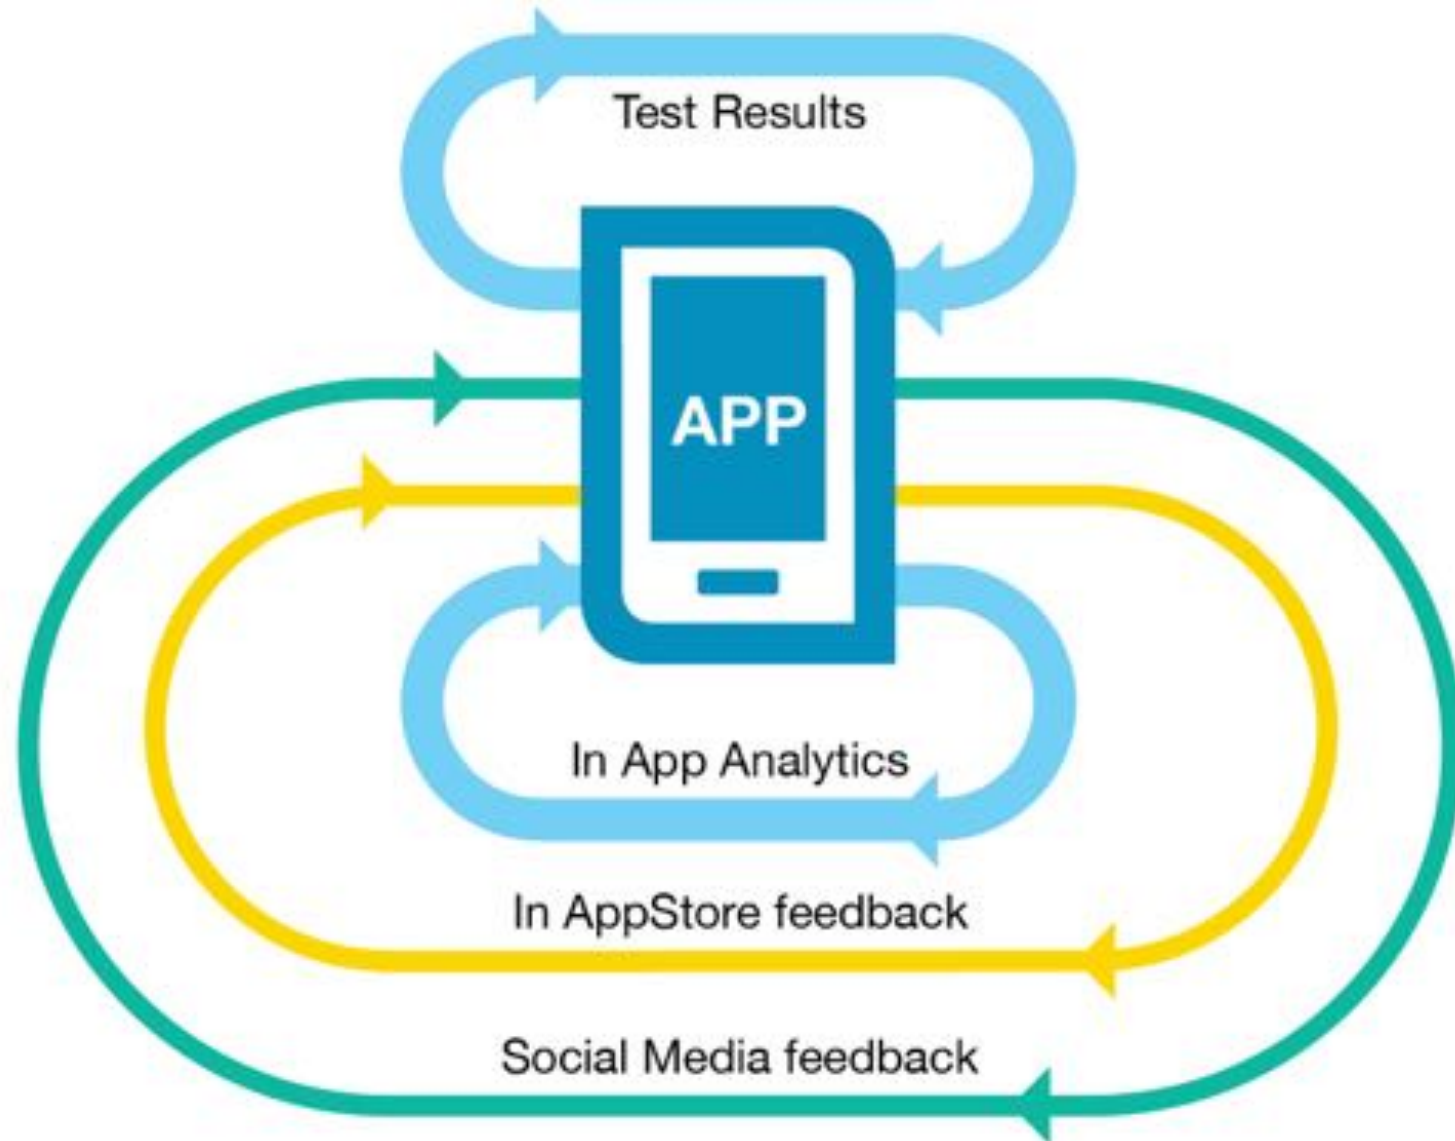 Test Results
APP
In App Analytics
In AppStore feedback
Social Media feedback